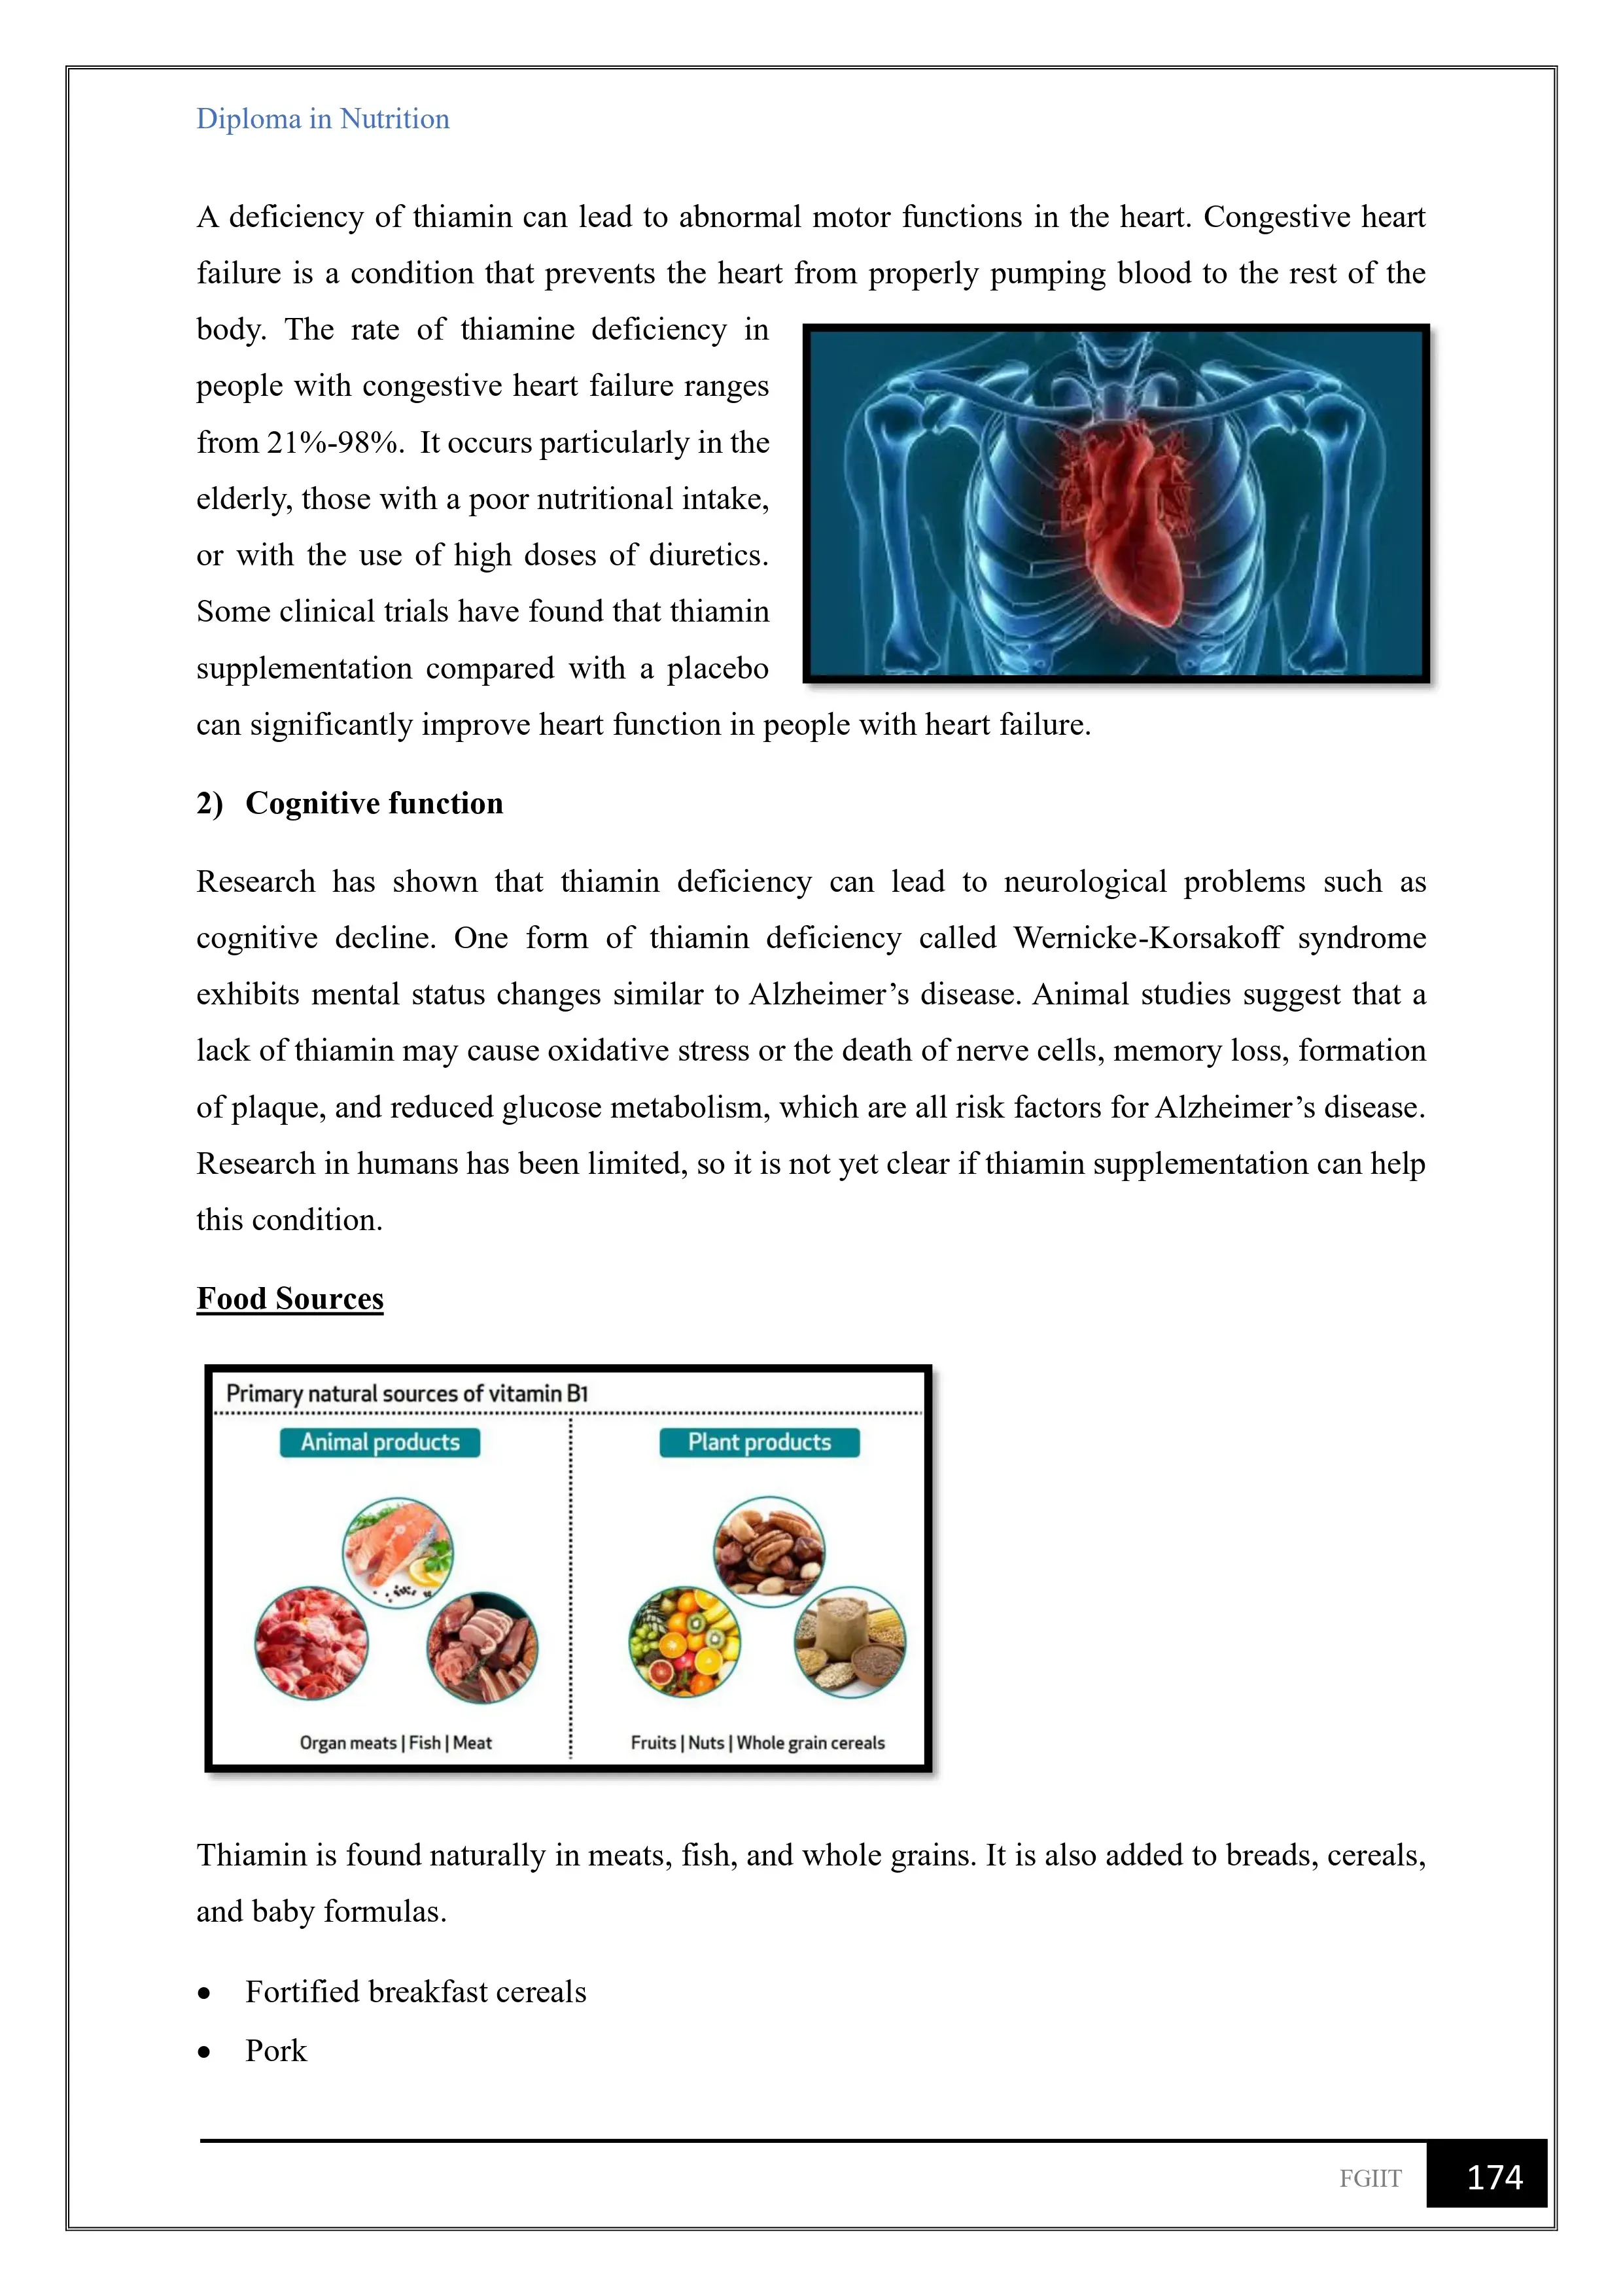 Diploma in Nutrition
A deficiency of thiamin can lead to abnormal motor functions in the heart. Congestive heart
failure is a condition that prevents the heart from properly pumping blood to the rest of the
body. The rate of thiamine deficiency in
people with congestive heart failure ranges
from 21%-98%.  It occurs particularly in the
elderly, those with a poor nutritional intake,
or with the use of high doses of diuretics.
Some clinical trials have found that thiamin
supplementation compared with a placebo
can significantly improve heart function in people with heart failure.
2) Cognitive function
Research has shown that thiamin deficiency can lead to neurological problems such as
cognitive decline. One form of thiamin deficiency called Wernicke-Korsakoff syndrome
exhibits mental status changes similar to Alzheimer’s disease. Animal studies suggest that a
lack of thiamin may cause oxidative stress or the death of nerve cells, memory loss, formation
of plaque, and reduced glucose metabolism, which are all risk factors for Alzheimer’s disease.
Research in humans has been limited, so it is not yet clear if thiamin supplementation can help
this condition.
Food Sources
Primary natural sources of vitamin B1
Animal products
Plant products
Organ meats | Fish | Meat
Fruits | Nuts | Whole grain cereals
Thiamin is found naturally in meats, fish, and whole grains. It is also added to breads, cereals,
and baby formulas.
• Fortified breakfast cereals
• Pork
FGIIT 174